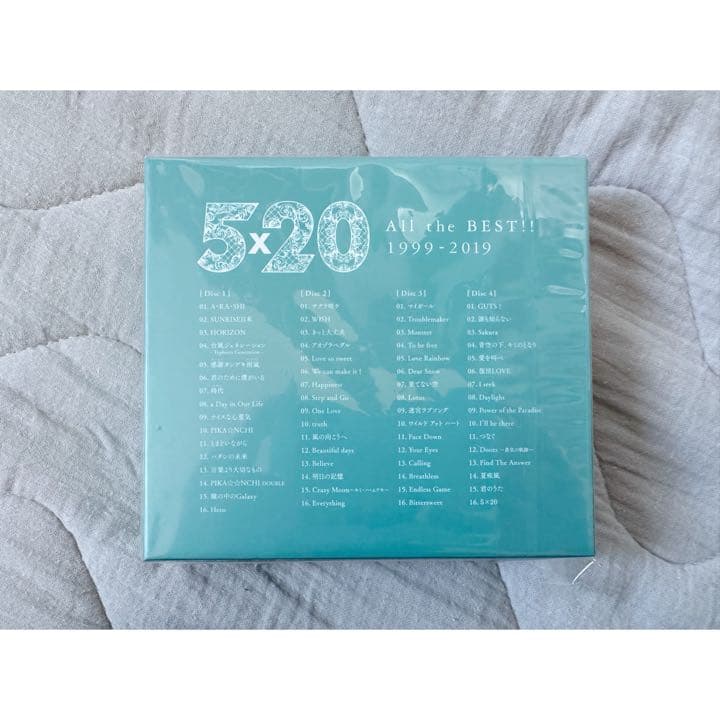 5×20
All the BEST!!
1999-2019
[Disc 1]
01. A・RA・SHI
02. SUNRISE日本
03. HORIZON
04. 台風ジェネレーション
-Typhoon Generation-
05. 感謝カンゲキ雨嵐
06. 君のために僕がいる
07. 時代
08. a Day in Our Life
09. ナイスな心意気
10. PIKA☆NCHI
11. とまどいながら
12. ハダシの未来
13. 言葉より大切なもの
14. PIKA☆☆NCHI DOUBLE
15. 瞳の中のGalaxy
16. Hero
[Disc 2]
01. サクラ咲ケ
02. WISH
03. きっと大丈夫
04. アオゾラペダル
05. Love so sweet
06. We can make it!
07. Happiness
08. Step and Go
09. One Love
10. truth
11. 風の向こうへ
12. Beautiful days
13. Believe
14. 明日の記憶
15. Crazy Moon～キミ・ハ・ムテキ～
16. Everything
[Disc 3]
01. マイガール
02. Troublemaker
03. Monster
04. To be free
05. Love Rainbow
06. Dear Snow
07. 果てない空
08. Lotus
09. 迷宮ラブソング
10. ワイルド アット ハート
11. Face Down
12. Your Eyes
13. Calling
14. Breathless
15. Endless Game
16. Bittersweet
[Disc 4]
01. GUTS!
02. 誰も知らない
03. Sakura
04. 青空の下、キミのとなり
05. 愛を叫べ
06. 復活LOVE
07. I seek
08. Daylight
09. Power of the Paradise
10. I'll be there
11. つなぐ
12. Doors ～勇気の軌跡～
13. Find The Answer
14. 夏疾風
15. 君のうた
16. 5×20